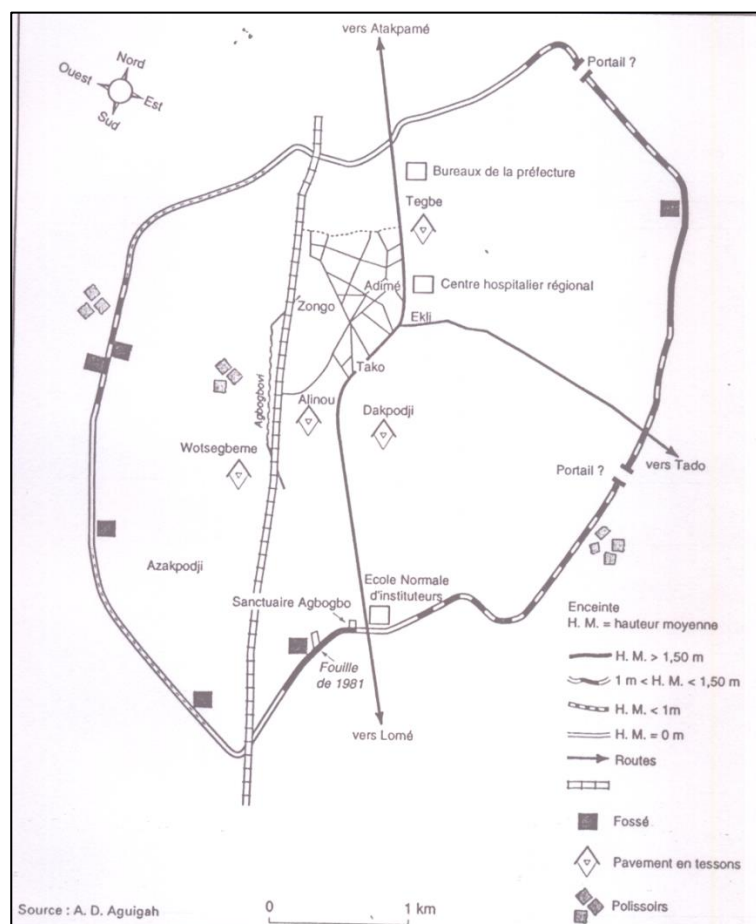 vers Atakpamé
Portail ?
Nord
Ouest
Est
Sud
Bureaux de la préfecture
Tegbe
Centre hospitalier régional
Adimé
Zongo
Ekli
Tako
Agbogbovi
Alinou
Dakpodji
Wotsegbeme
vers Tado
Portail ?
Azakpodji
Ecole Normale
d'instituteurs
Sanctuaire Agbogbo
Fouille
de 1981
vers Lomé
Enceinte
H. M. = hauteur moyenne
H. M. > 1,50 m
1 m < H. M. < 1,50 m
H. M. < 1m
H. M. = 0 m
Routes
Fossé
Pavement en tessons
Polissoirs
Source : A. D. Aguigah
0
1 km